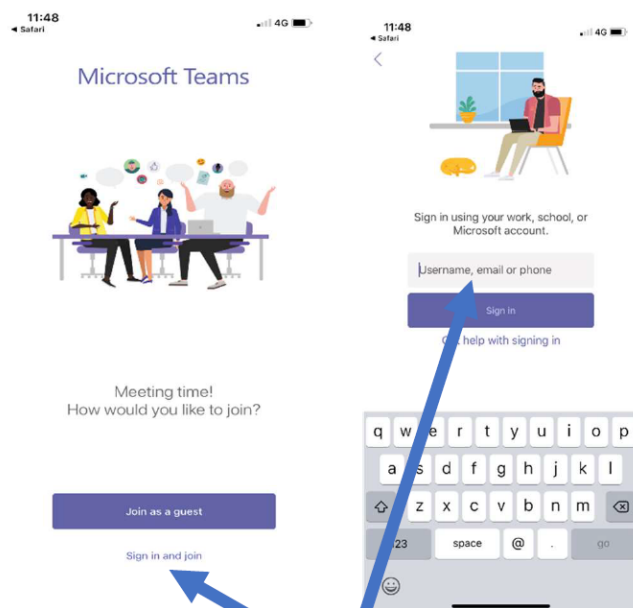 11:48
◀ Safari
4G
Microsoft Teams
Meeting time!
How would you like to join?
Join as a guest
Sign in and join
11:48
◀ Safari
4G
Sign in using your work, school, or
Microsoft account.
Username, email or phone
Sign In
help with signing in
q w e r t y u i o p
a s d f g h j k l
z x c v b n m
23 space @ . go